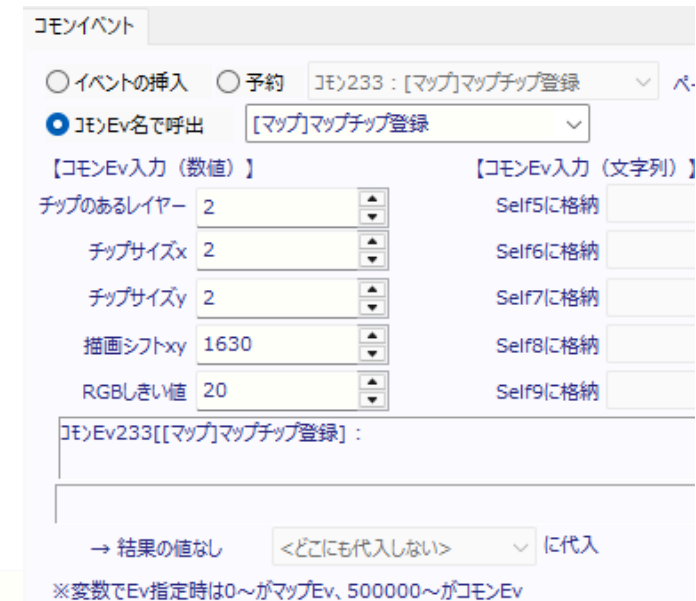 コモンイベント
イベントの挿入 予約 ｺﾓﾝ233 : [マップ]マップチップ登録 ペー
ｺﾓﾝEv名で呼出 [マップ]マップチップ登録
【コモンEv入力（数値）】 【コモンEv入力（文字列）】
チップのあるレイヤー 2 Self5に格納
チップサイズx 2 Self6に格納
チップサイズy 2 Self7に格納
描画シフトxy 1630 Self8に格納
RGBしきい値 20 Self9に格納
ｺﾓﾝEv233[[マップ]マップチップ登録] :
→ 結果の値なし <どこにも代入しない> に代入
※変数でEv指定時は0～がマップEv、500000～がコモンEv